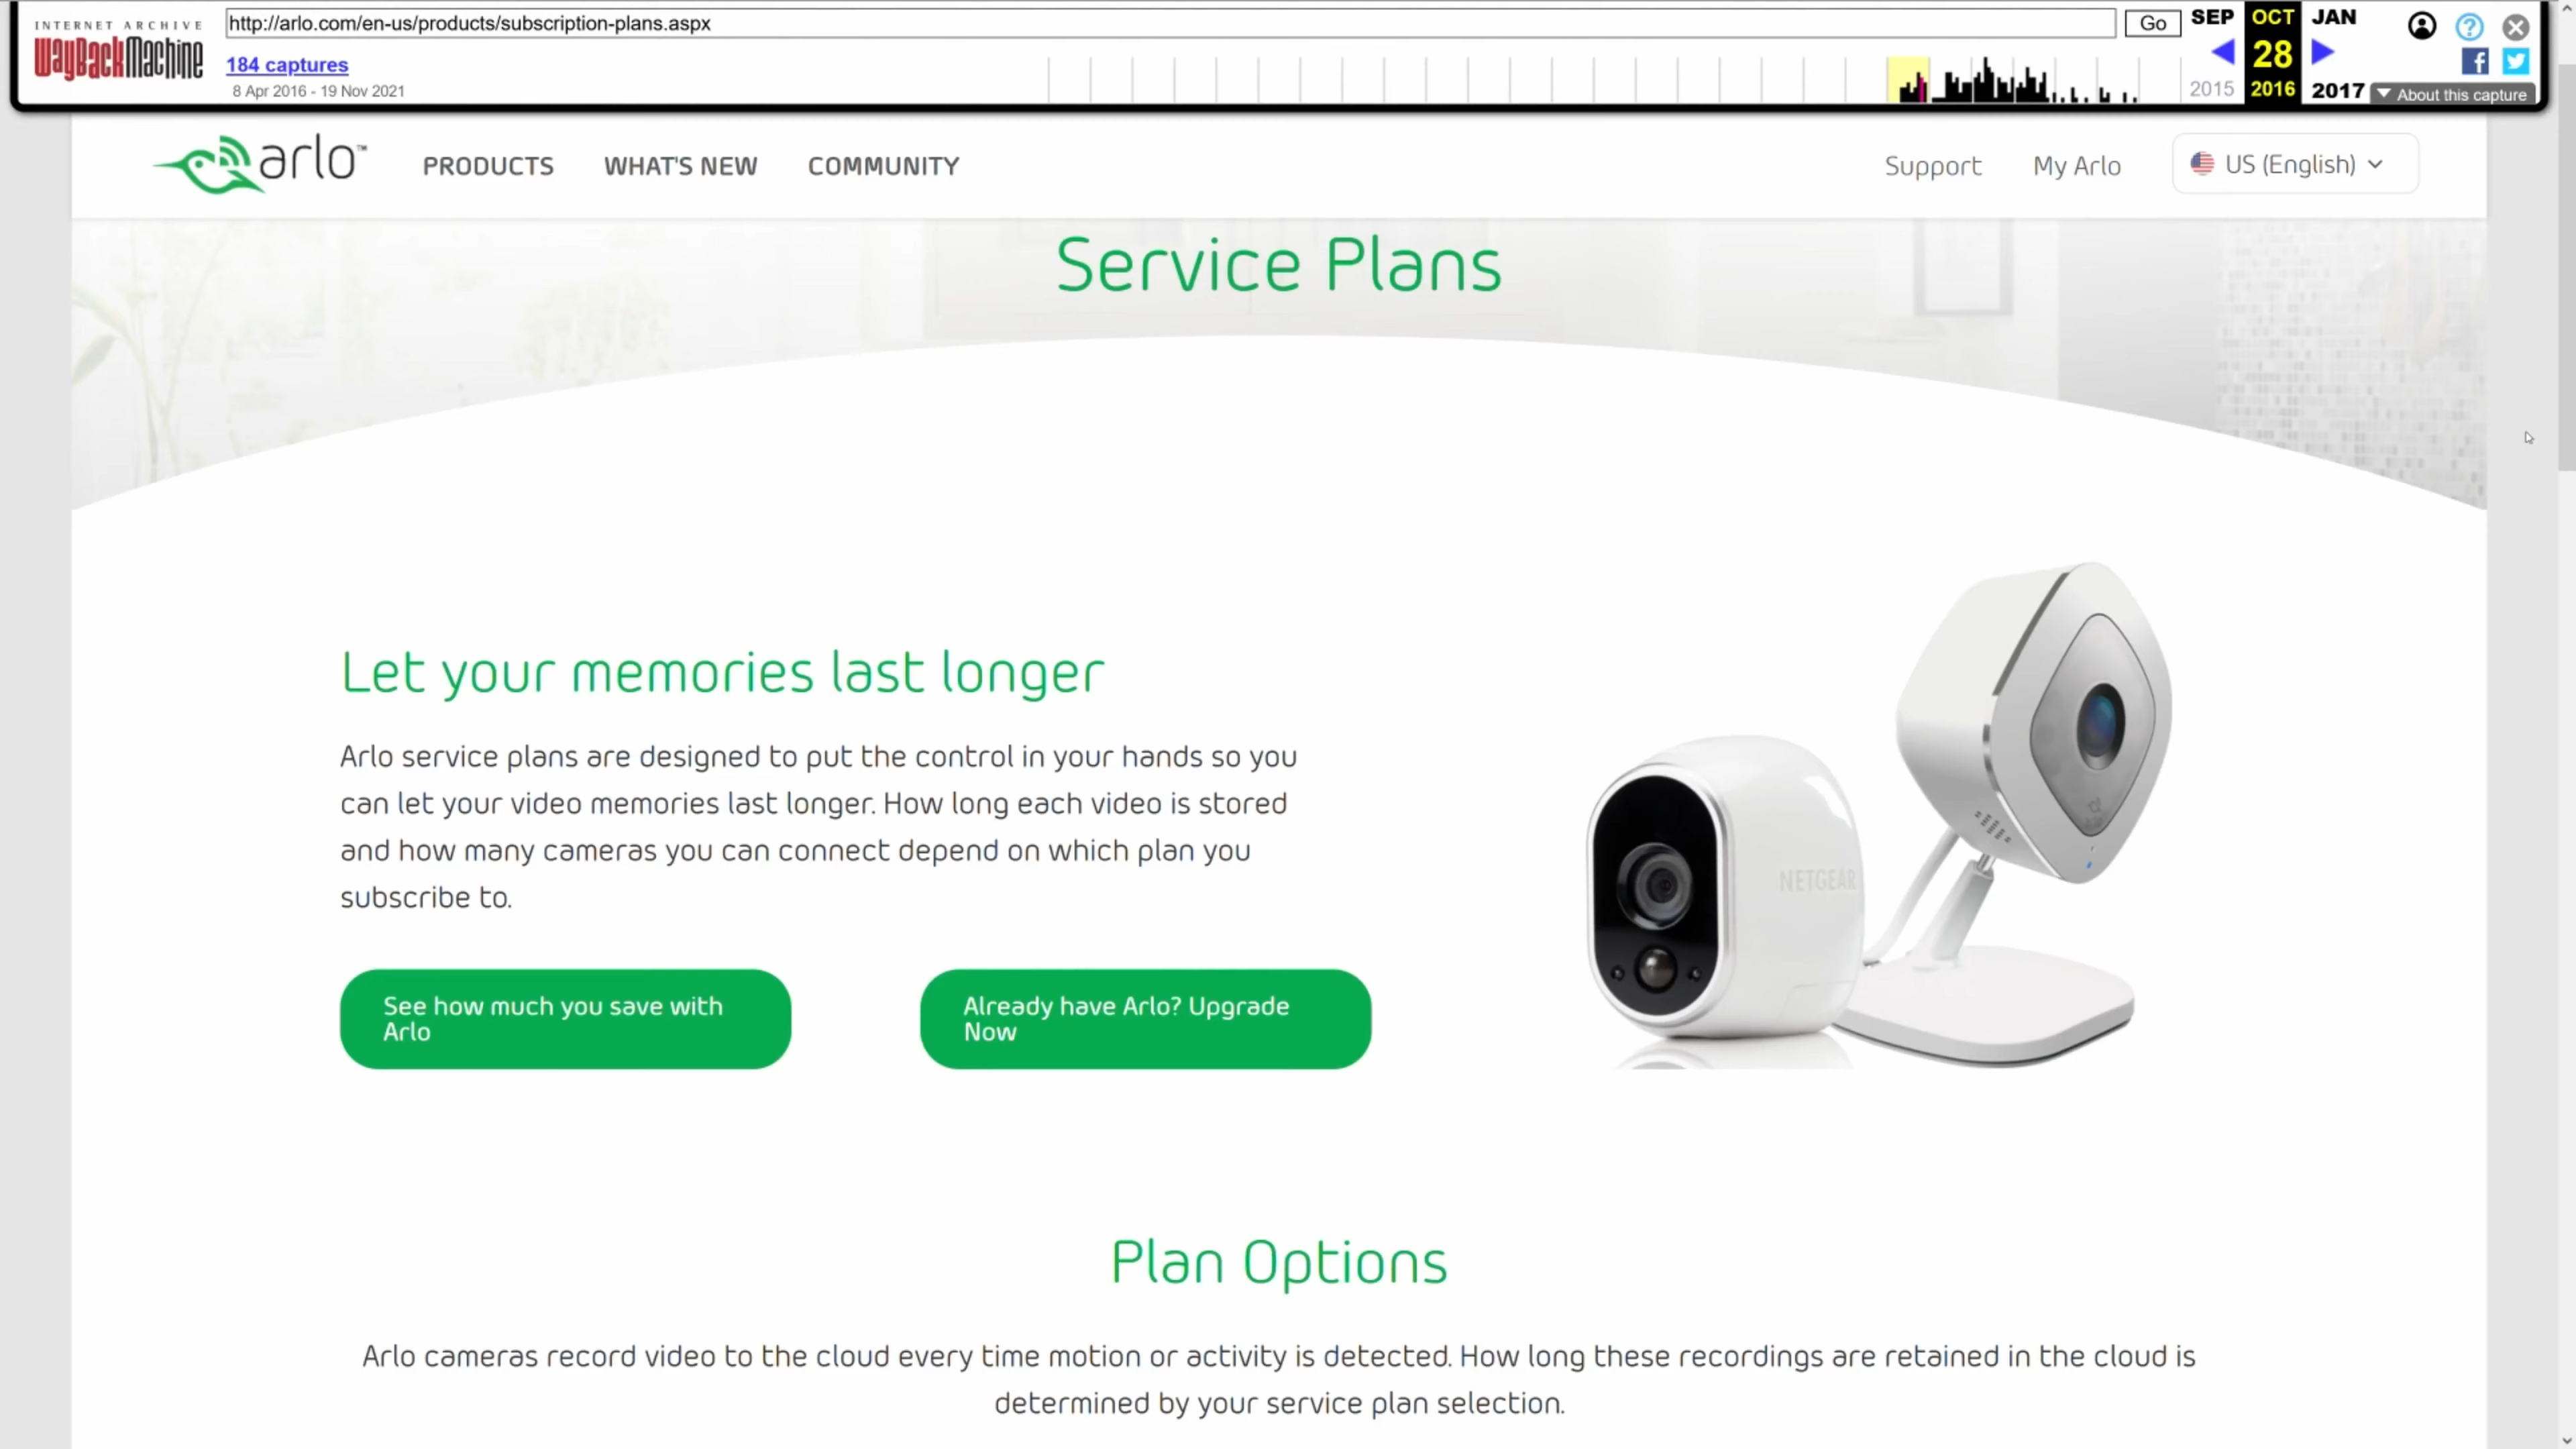 INTERNET ARCHIVE
WayBackMachine
http://arlo.com/en-us/products/subscription-plans.aspx
Go
184 captures
8 Apr 2016 - 19 Nov 2021
SEP OCT JAN
28
2015 2016 2017
About this capture
arlo™
PRODUCTS WHAT'S NEW COMMUNITY
Support My Arlo US (English)
Service Plans
Let your memories last longer
Arlo service plans are designed to put the control in your hands so you
can let your video memories last longer. How long each video is stored
and how many cameras you can connect depend on which plan you
subscribe to.
NETGEAR
See how much you save with
Arlo
Already have Arlo? Upgrade
Now
Plan Options
Arlo cameras record video to the cloud every time motion or activity is detected. How long these recordings are retained in the cloud is
determined by your service plan selection.